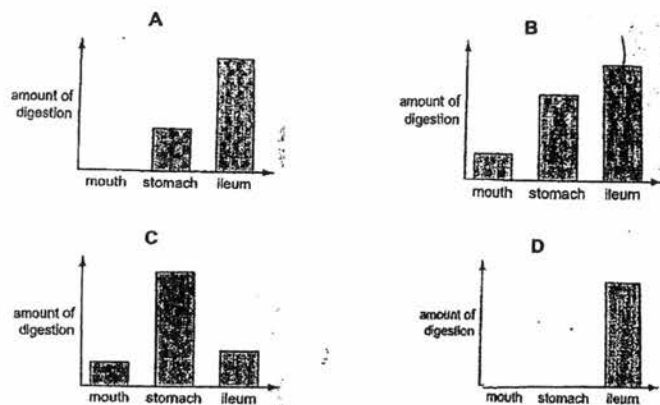 A
amount of
digestion
mouth stomach ileum
B
amount of
digestion
mouth stomach ileum
C
amount of
digestion
mouth stomach ileum
D
amount of
digestion
mouth stomach ileum